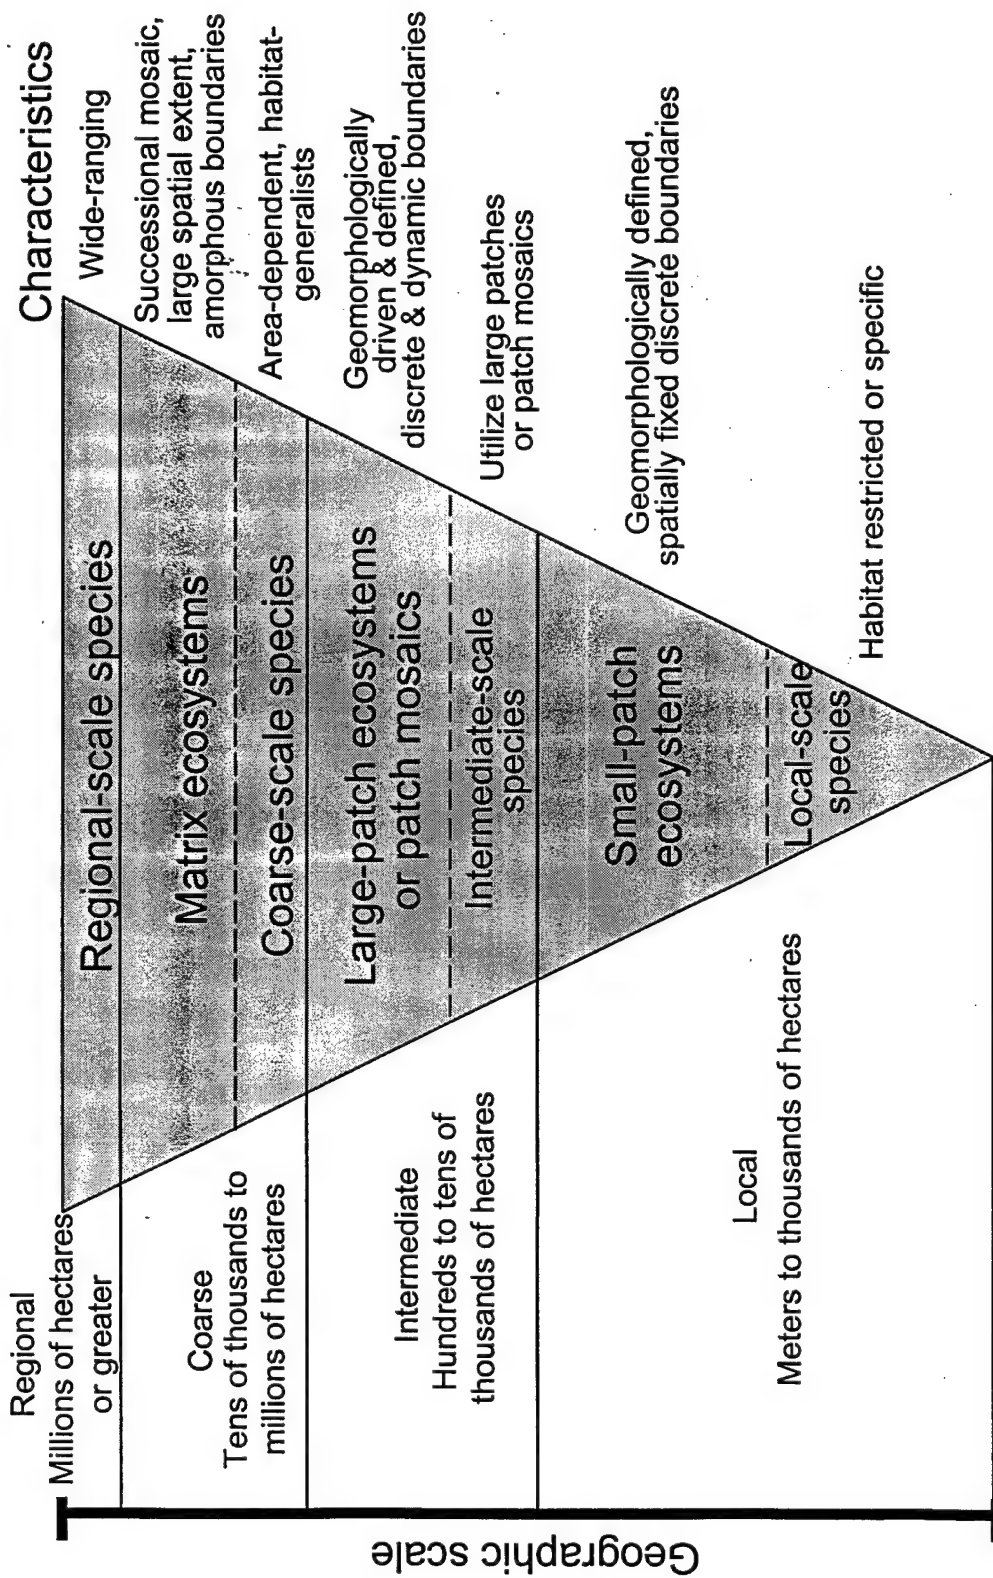 Characteristics
Regional
Millions of hectares
or greater
Regional-scale species
Wide-ranging
Coarse
Tens of thousands to
millions of hectares
Matrix ecosystems
Successional mosaic,
large spatial extent,
amorphous boundaries
Coarse-scale species
Area-dependent, habitat-
generalists
Intermediate
Hundreds to tens of
thousands of hectares
Large-patch ecosystems
or patch mosaics
Geomorphologically
driven & defined,
discrete & dynamic boundaries
Intermediate-scale
species
Utilize large patches
or patch mosaics
Local
Meters to thousands of hectares
Small-patch
ecosystems
Geomorphologically defined,
spatially fixed discrete boundaries
Local-scale
species
Habitat restricted or specific
Geographic scale